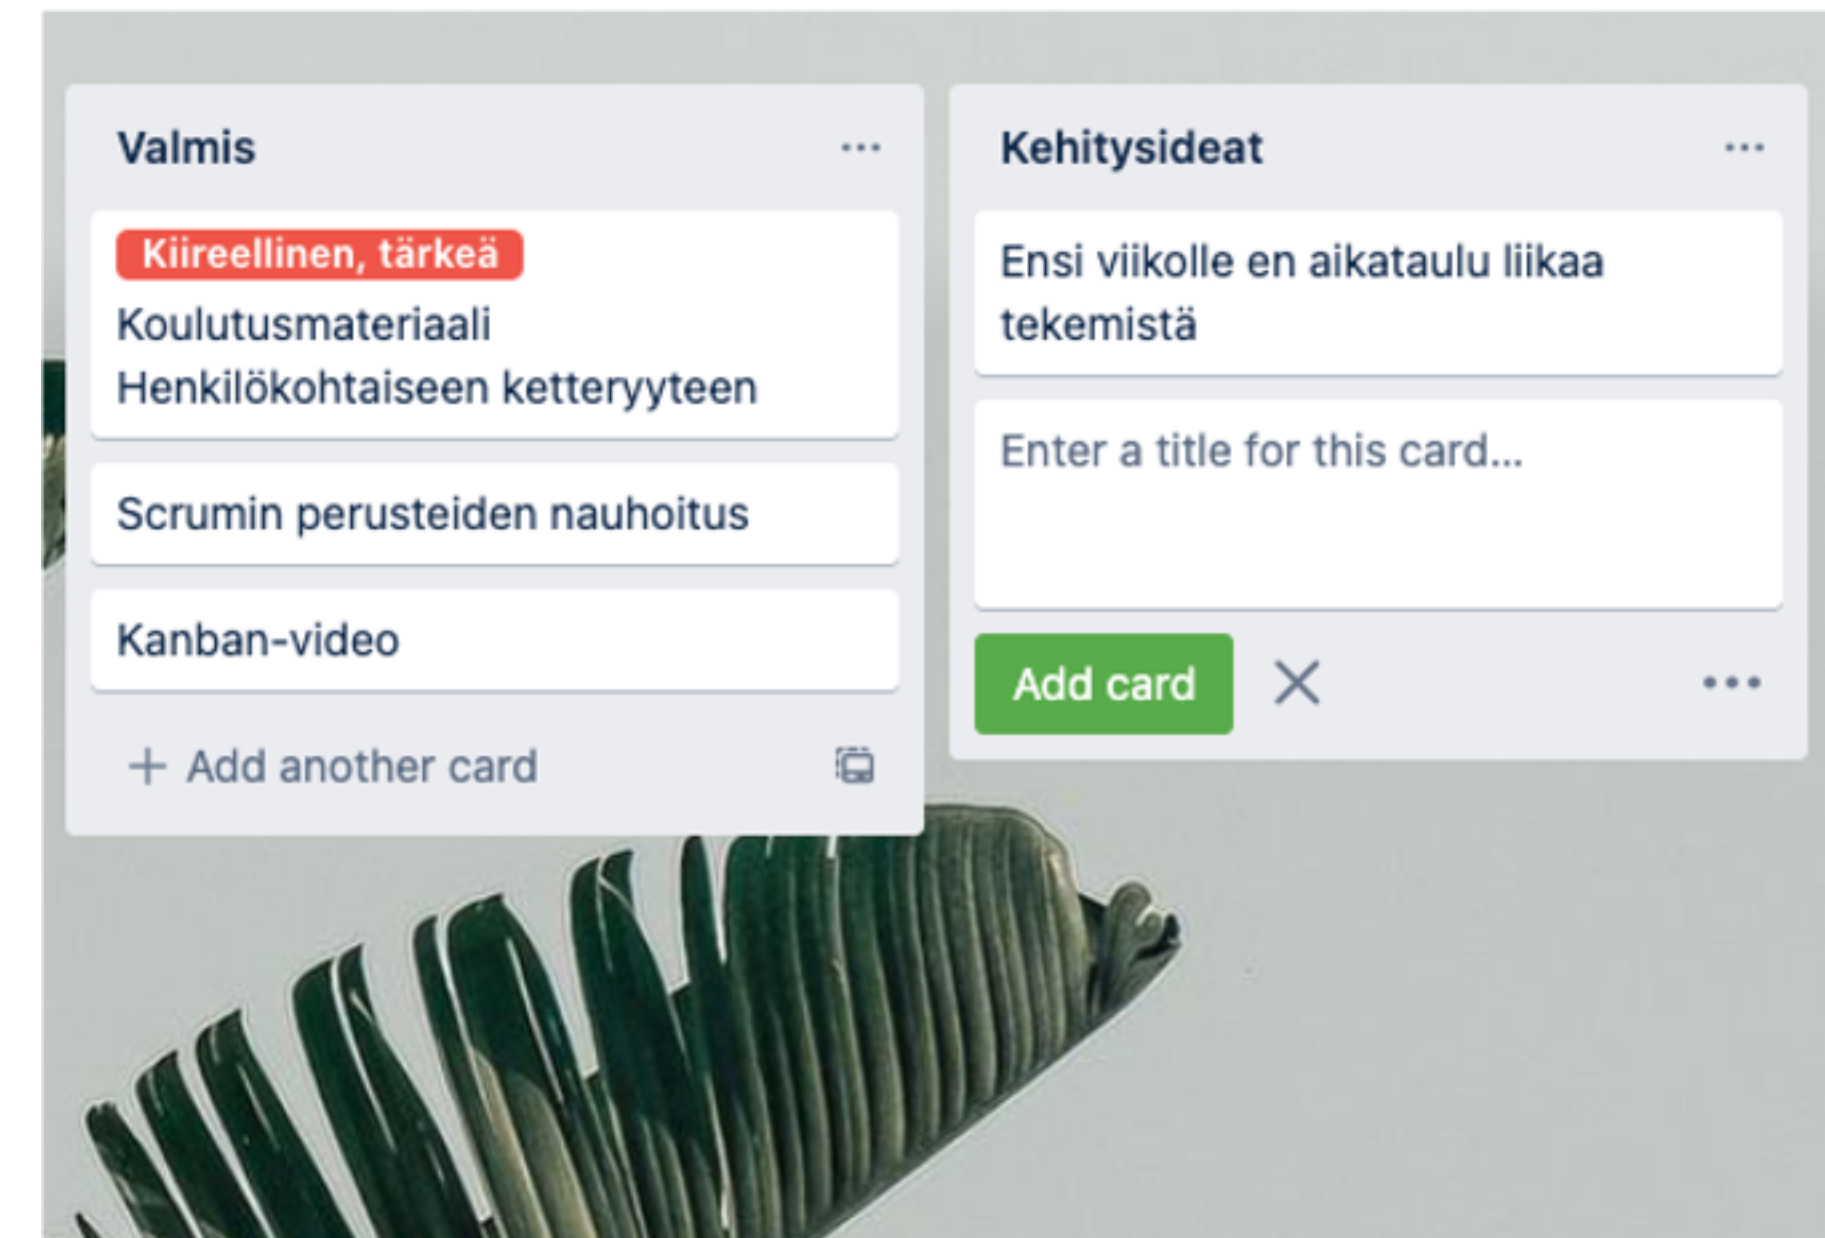 Valmis
Kiireellinen, tärkeä
Koulutusmateriaali
Henkilökohtaiseen ketteryyteen
Scrumin perusteiden nauhoitus
Kanban-video
+ Add another card
Kehitysideat
Ensi viikolle en aikataulu liikaa
tekemistä
Enter a title for this card...
Add card